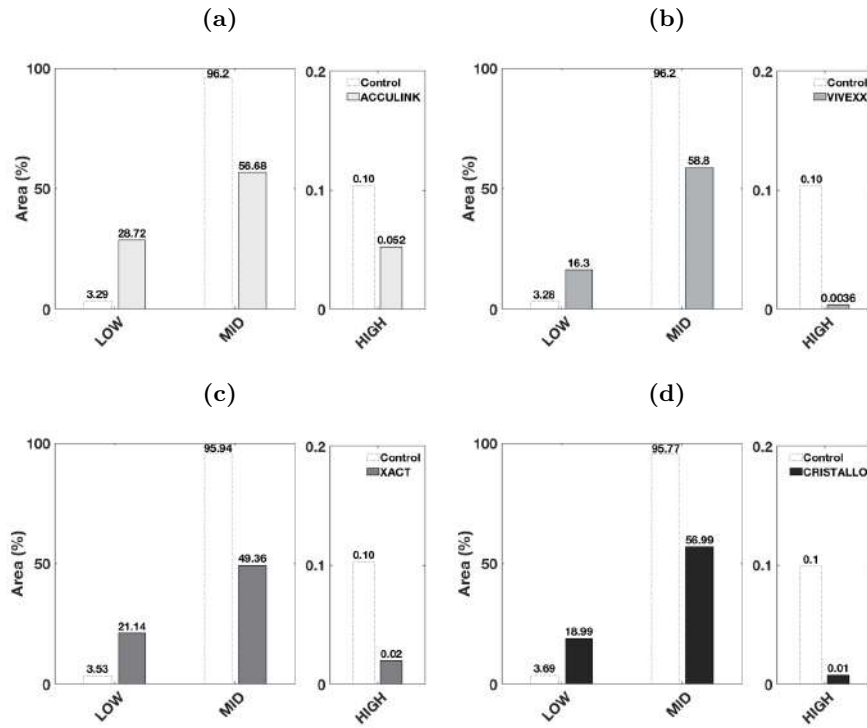 (a)
100
50
0
Area (%)
3.29
28.72
96.2
56.68
LOW
MID
0.2
0.1
0
Control
ACCULINK
0.10
0.052
HIGH
(b)
100
50
0
Area (%)
3.28
16.3
96.2
58.8
LOW
MID
0.2
0.1
0
Control
VIVEXX
0.10
0.0036
HIGH
(c)
100
50
0
Area (%)
3.53
21.14
95.94
49.36
LOW
MID
0.2
0.1
0
Control
XACT
0.10
0.02
HIGH
(d)
100
50
0
Area (%)
3.69
18.99
95.77
56.99
LOW
MID
0.2
0.1
0
Control
CRISTALLO
0.1
0.01
HIGH